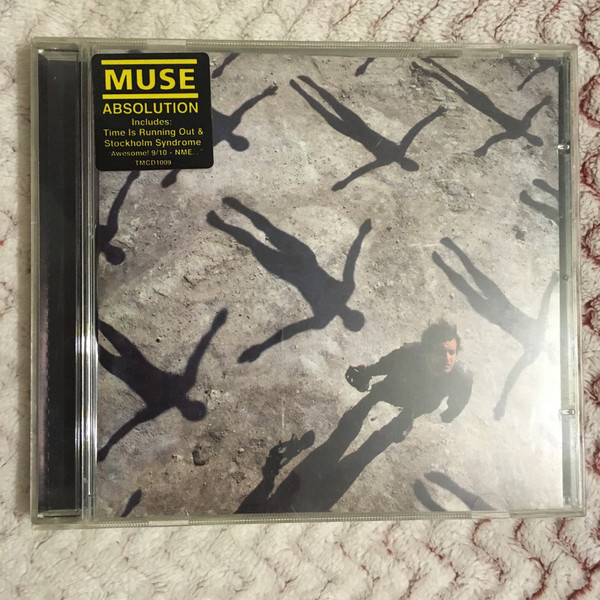 MUSE
ABSOLUTION
Includes:
Time Is Running Out &
Stockholm Syndrome
Awesome! 9/10 - NME...
TMCD1009